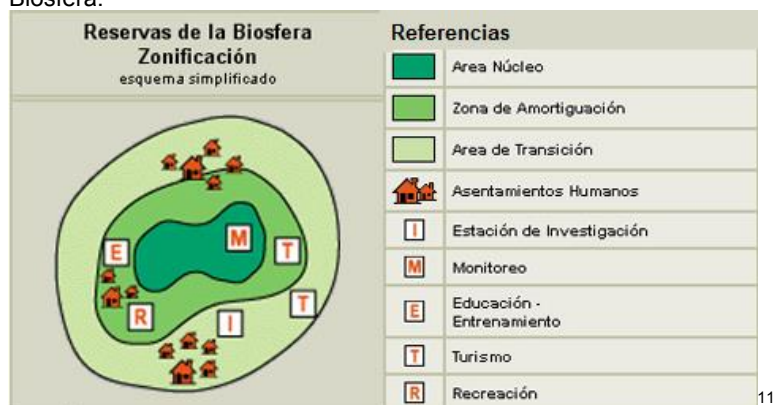 Biosfera.
Reservas de la Biosfera
Zonificación
esquema simplificado
E
M
T
R
I
T
Referencias
Area Núcleo
Zona de Amortiguación
Area de Transición
Asentamientos Humanos
I
Estación de Investigación
M
Monitoreo
E
Educación -
Entrenamiento
T
Turismo
R
Recreación
11